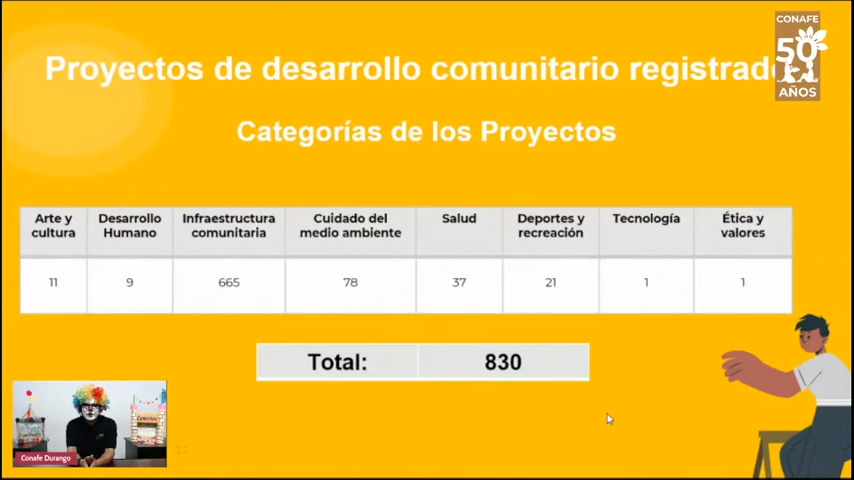 CONAFE
50
AÑOS
Proyectos de desarrollo comunitario
Categorías de los Proyectos
Arte y cultura
Desarrollo Humano
Infraestructura comunitaria
Cuidado del medio ambiente
Salud
Deportes y recreación
Tecnología
Ética y valores
11 9 665 78 37 21 1 1
Total: 830
Conafe Durango